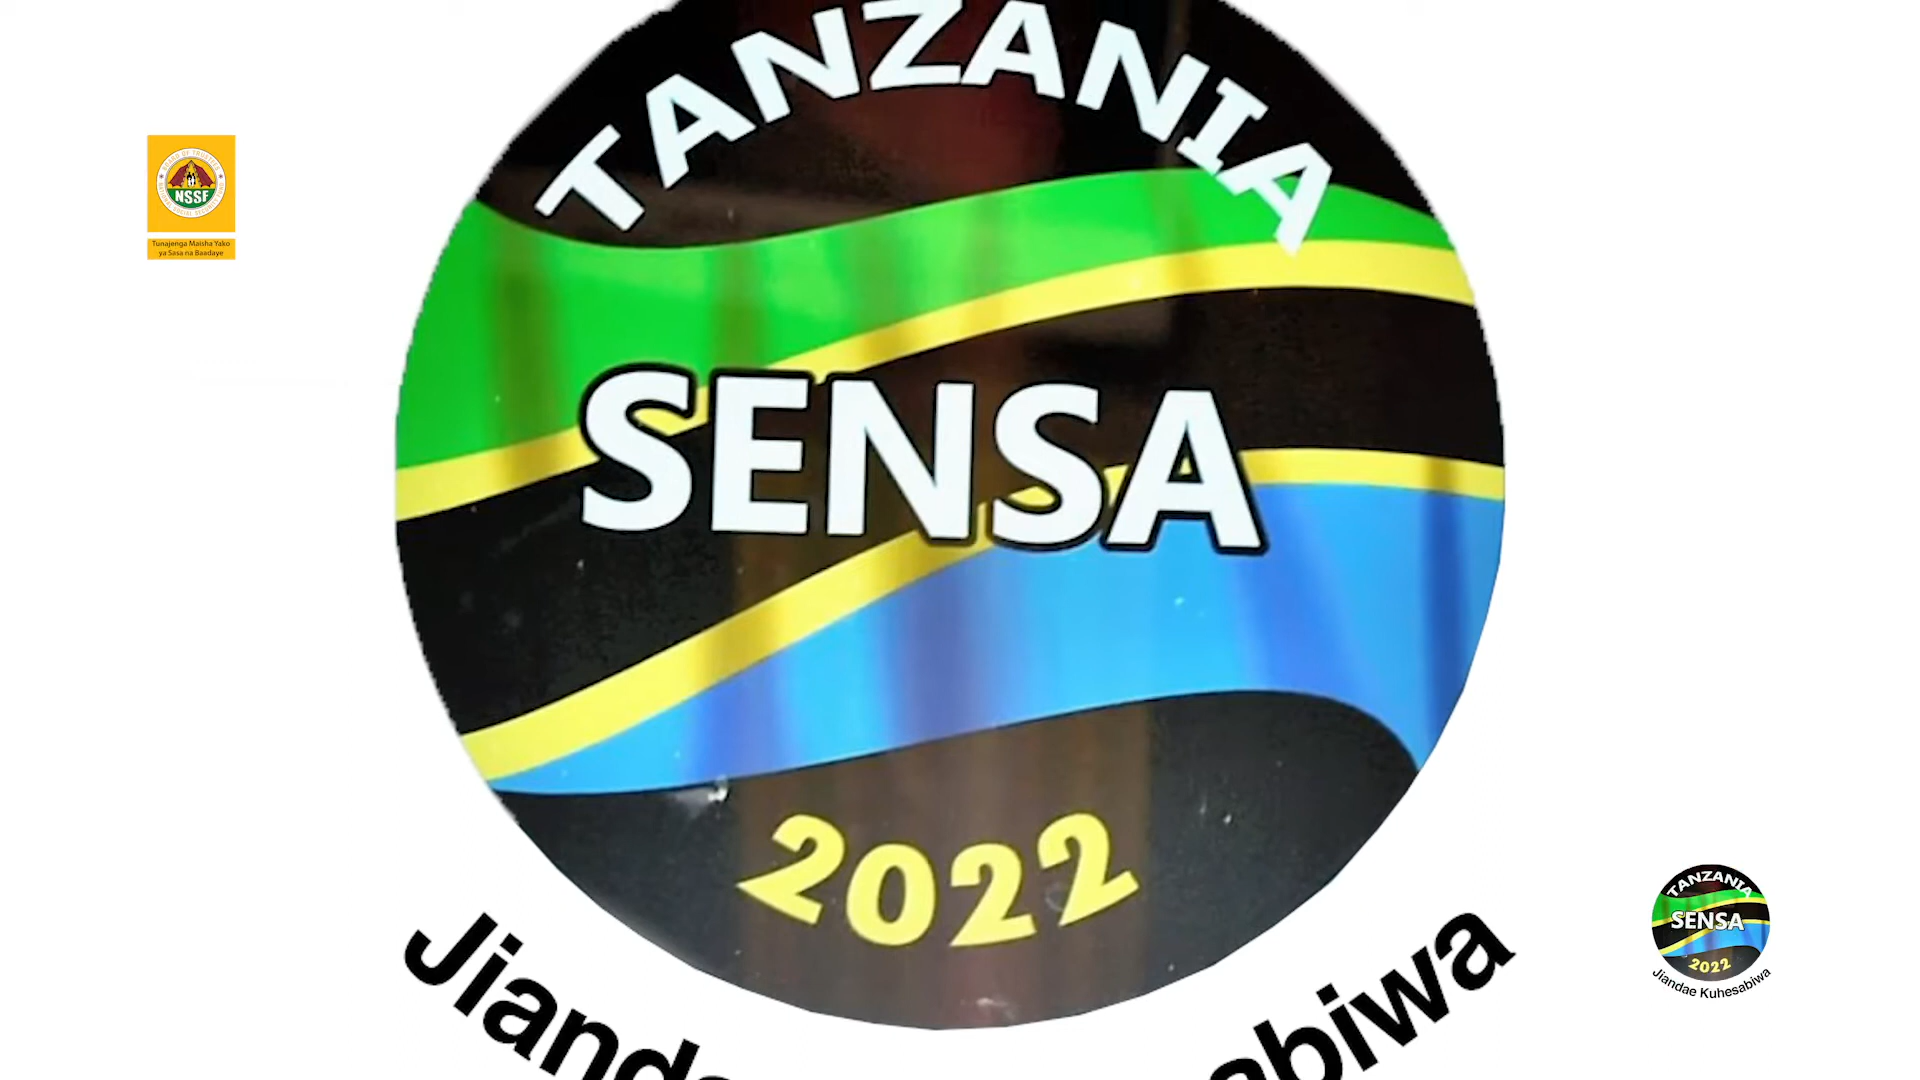 TANZANIA
SENSA
2022
NSSF
Tunajenga Maisha Yako
ya Sasa na Baadaye
TANZANIA
SENSA
2022
Jiandae Kuhesabiwa